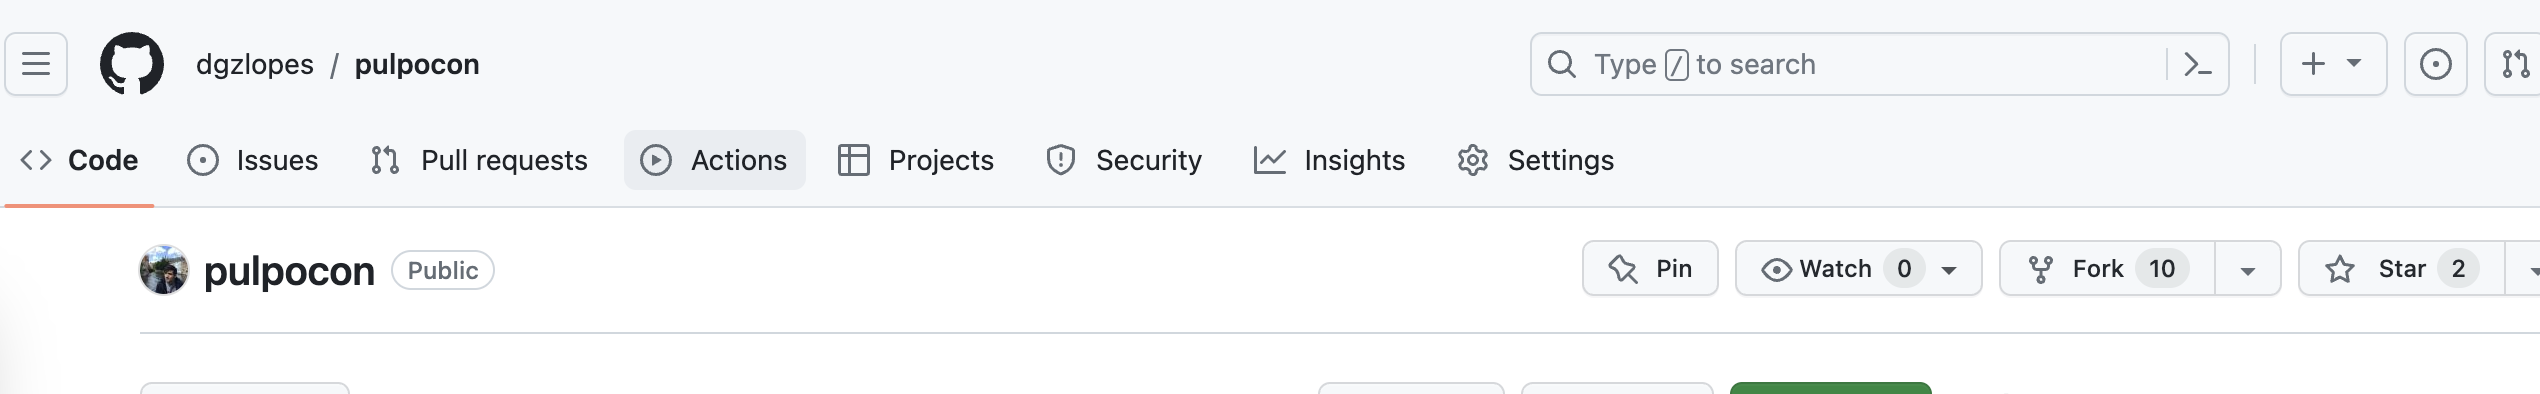 dgzlopes / pulpocon
Type / to search
Code Issues Pull requests Actions Projects Security Insights Settings
pulpocon Public
Pin Watch 0 Fork 10 Star 2